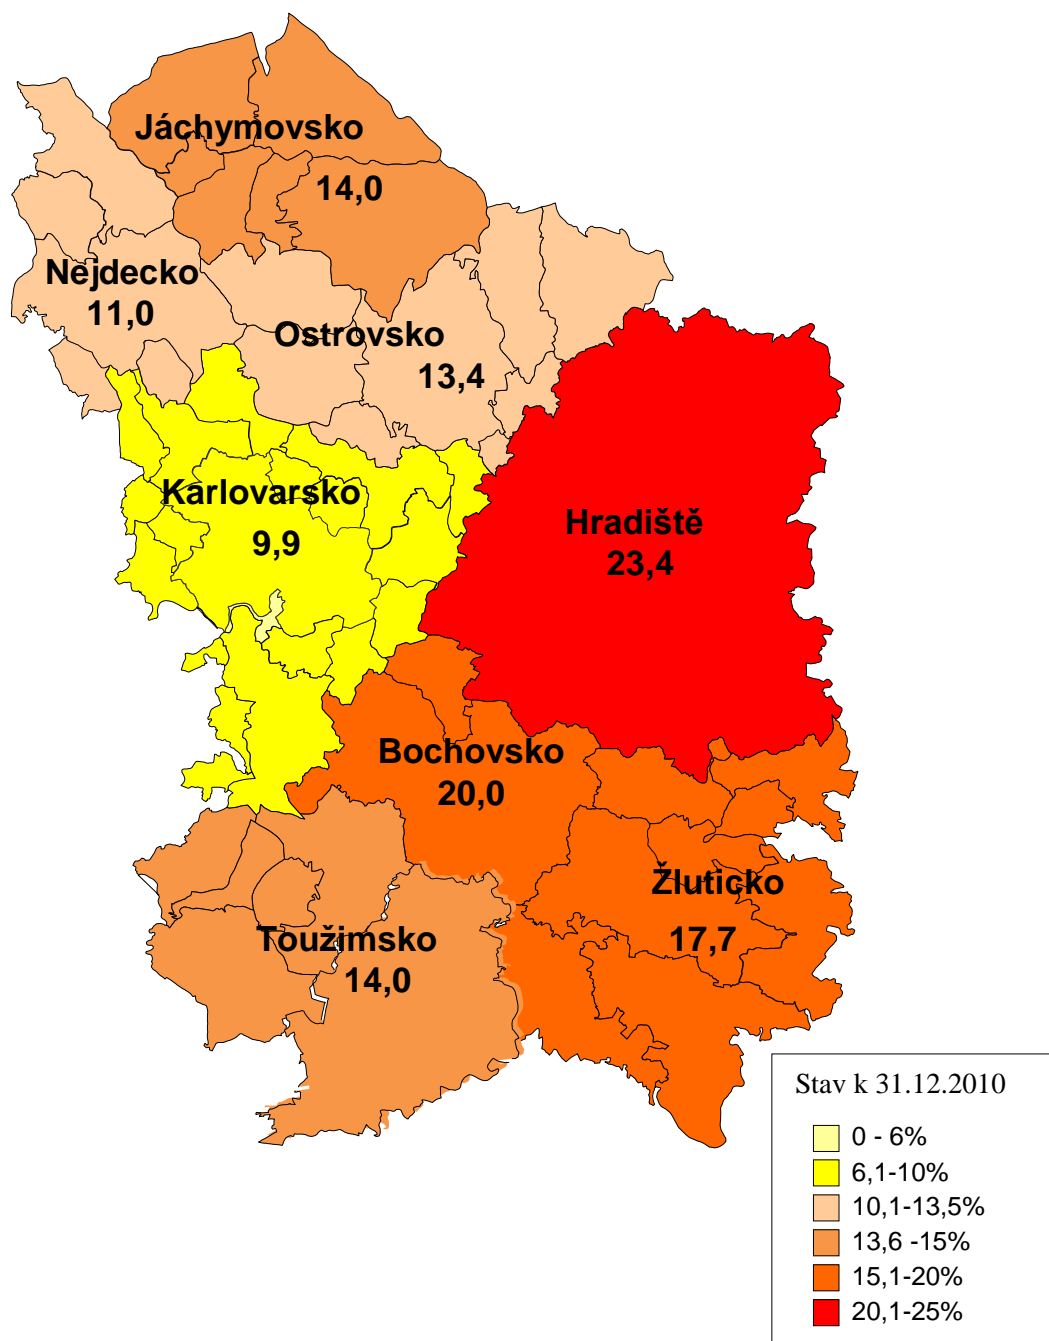 Jáchymovsko
14,0
Nejdecko
11,0
Ostrovsko
13,4
Karlovarsko
9,9
Hradiště
23,4
Bochovsko
20,0
Žluticko
17,7
Toužimsko
14,0
Stav k 31.12.2010
0 - 6%
6,1-10%
10,1-13,5%
13,6 -15%
15,1-20%
20,1-25%